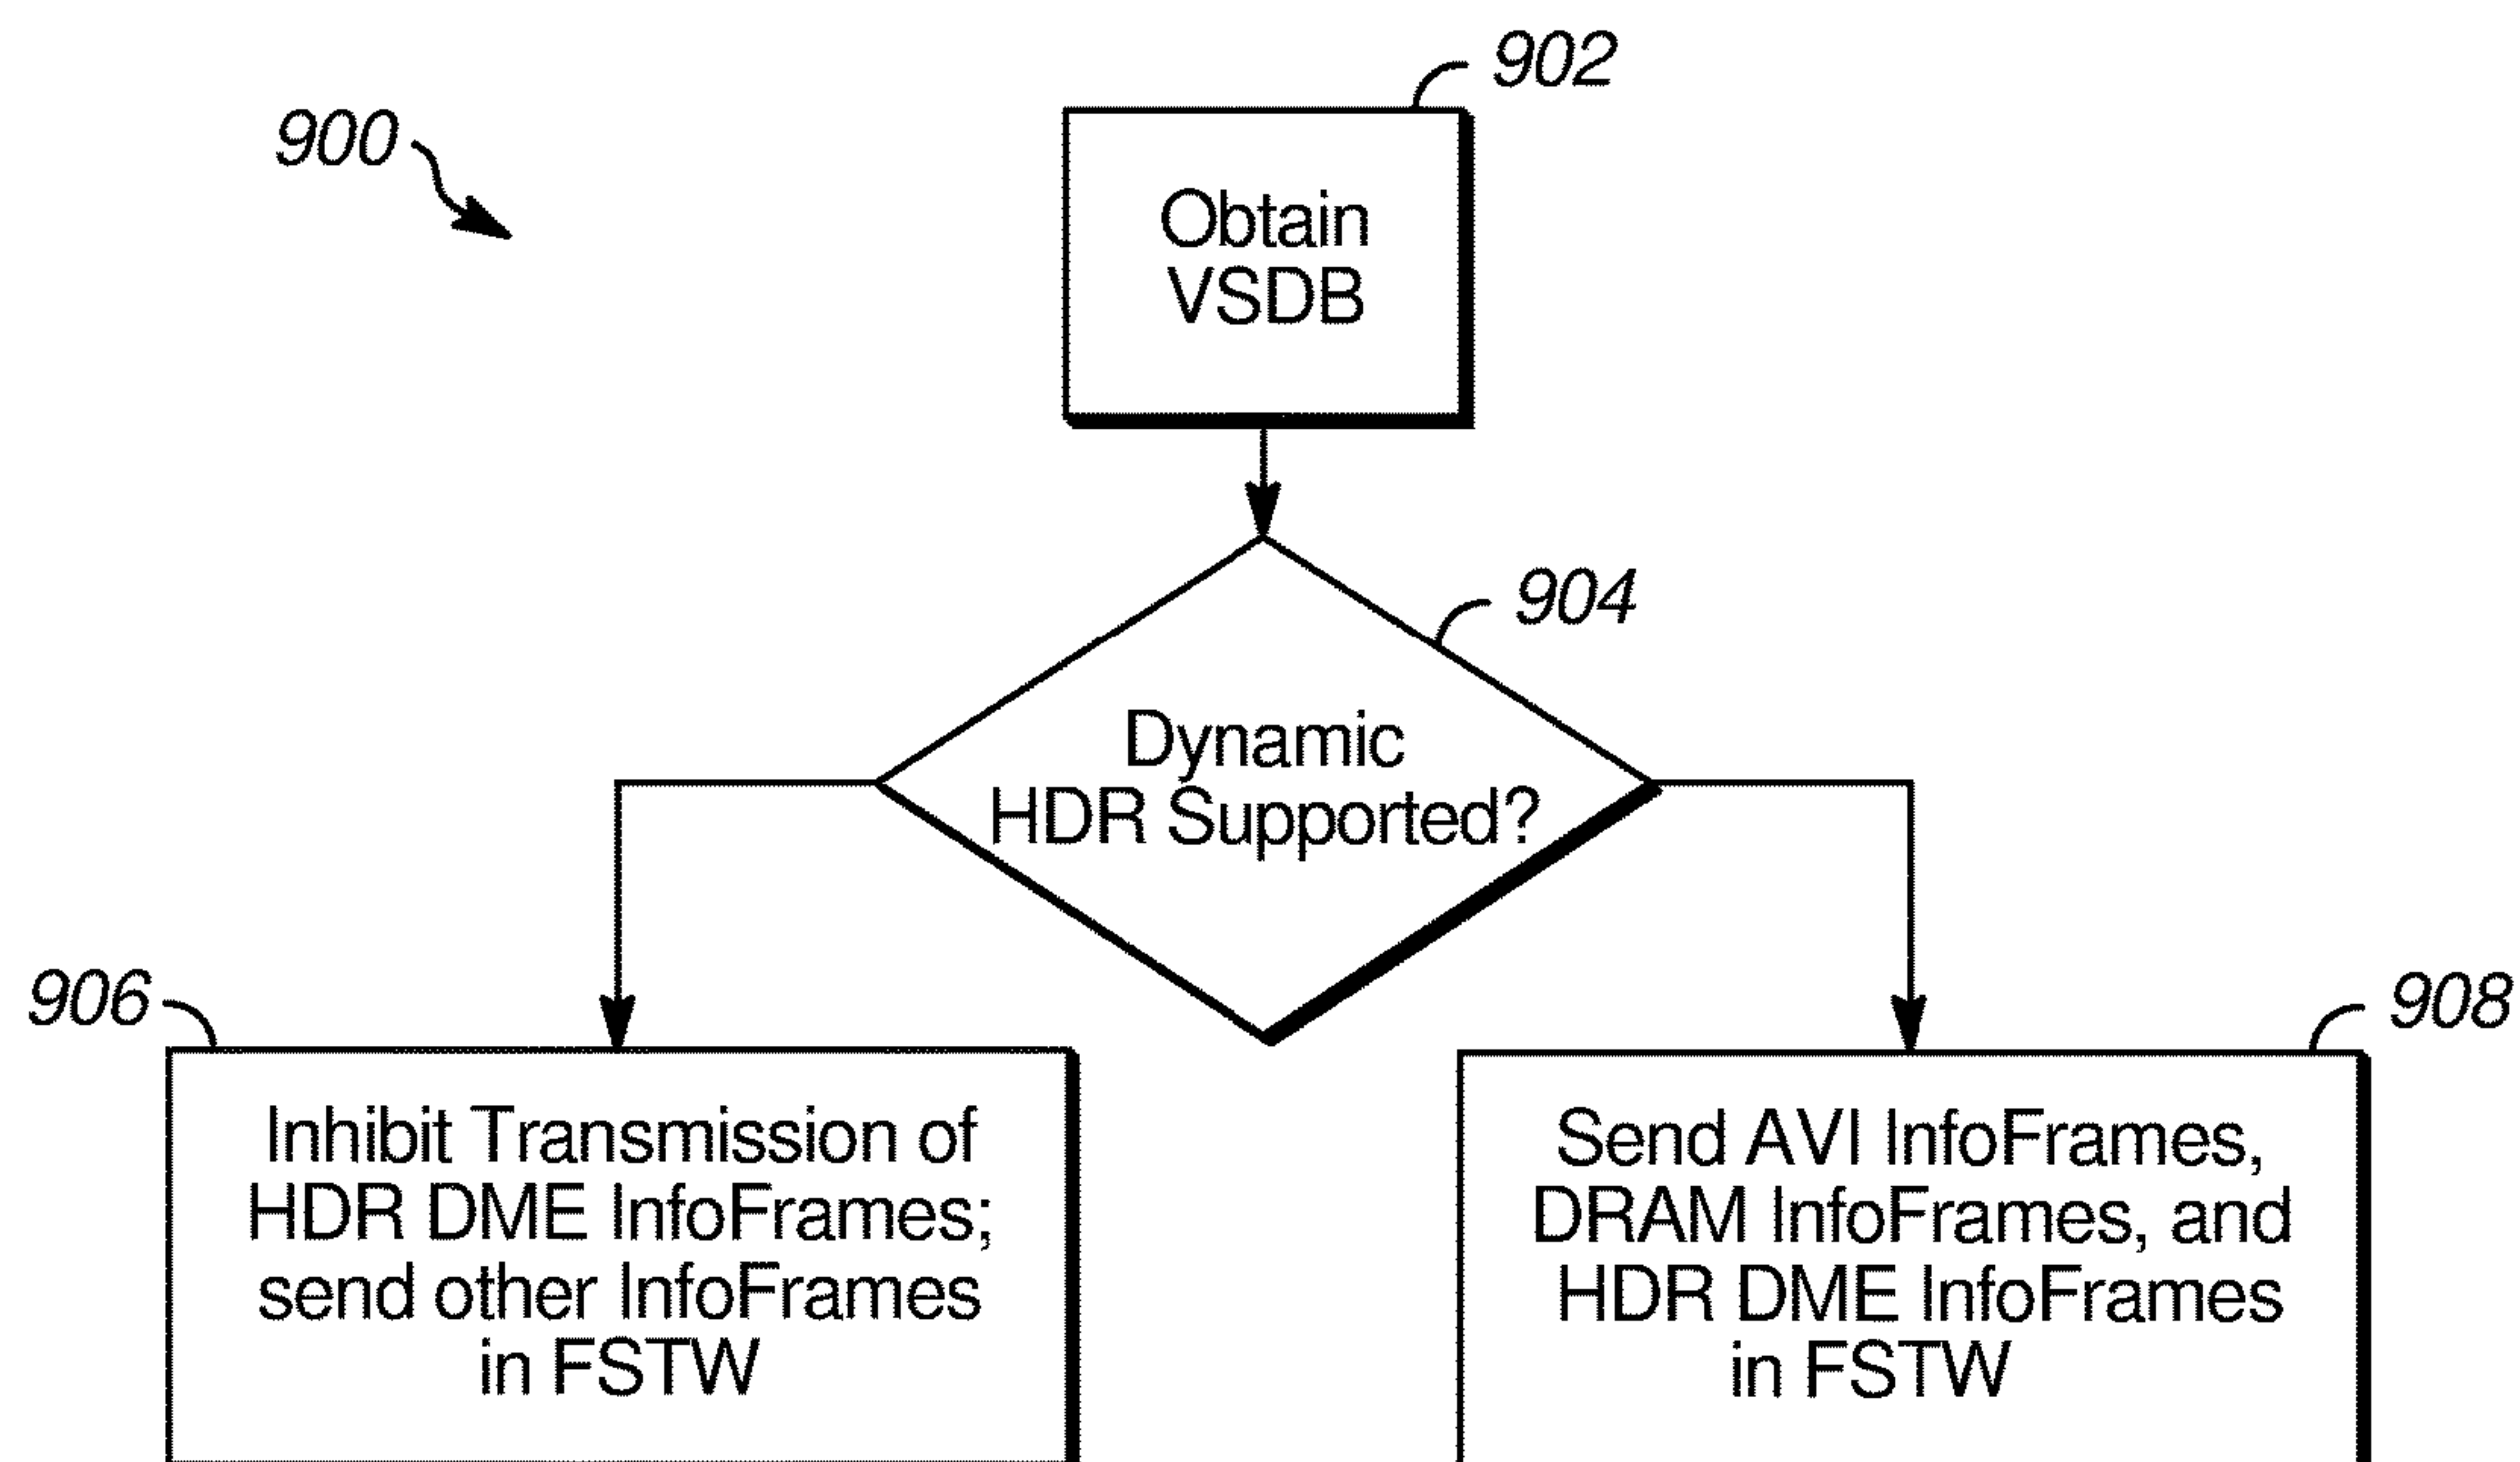 902
900
Obtain
VSDB
904
Dynamic
HDR Supported?
906
908
Inhibit Transmission of
HDR DME InfoFrames;
send other InfoFrames
in FSTW
Send AVI InfoFrames,
DRAM InfoFrames, and
HDR DME InfoFrames
in FSTW